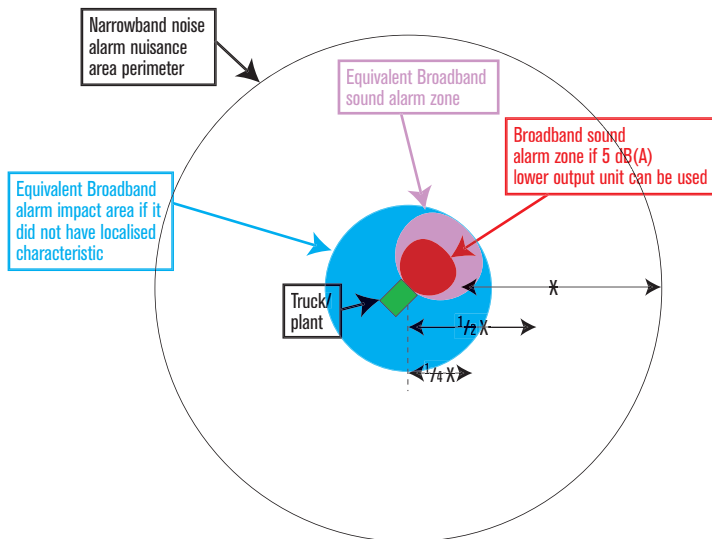 Narrowband noise
alarm nuisance
area perimeter
Equivalent Broadband
sound alarm zone
Broadband sound
alarm zone if 5 dB(A)
lower output unit can be used
Equivalent Broadband
alarm impact area if it
did not have localised
characteristic
Truck/
plant
X
1/2 X
1/4 X